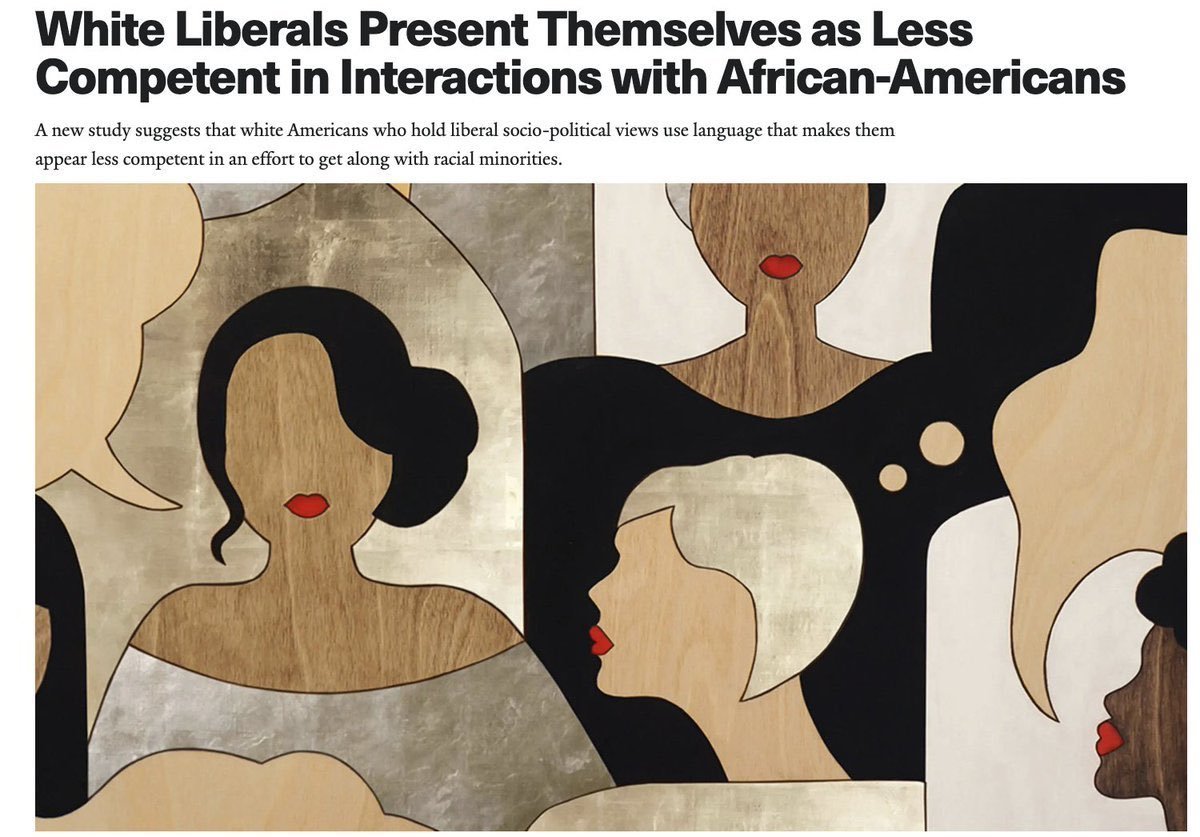 White Liberals Present Themselves as Less
Competent in Interactions with African-Americans
A new study suggests that white Americans who hold liberal socio-political views use language that makes them
appear less competent in an effort to get along with racial minorities.